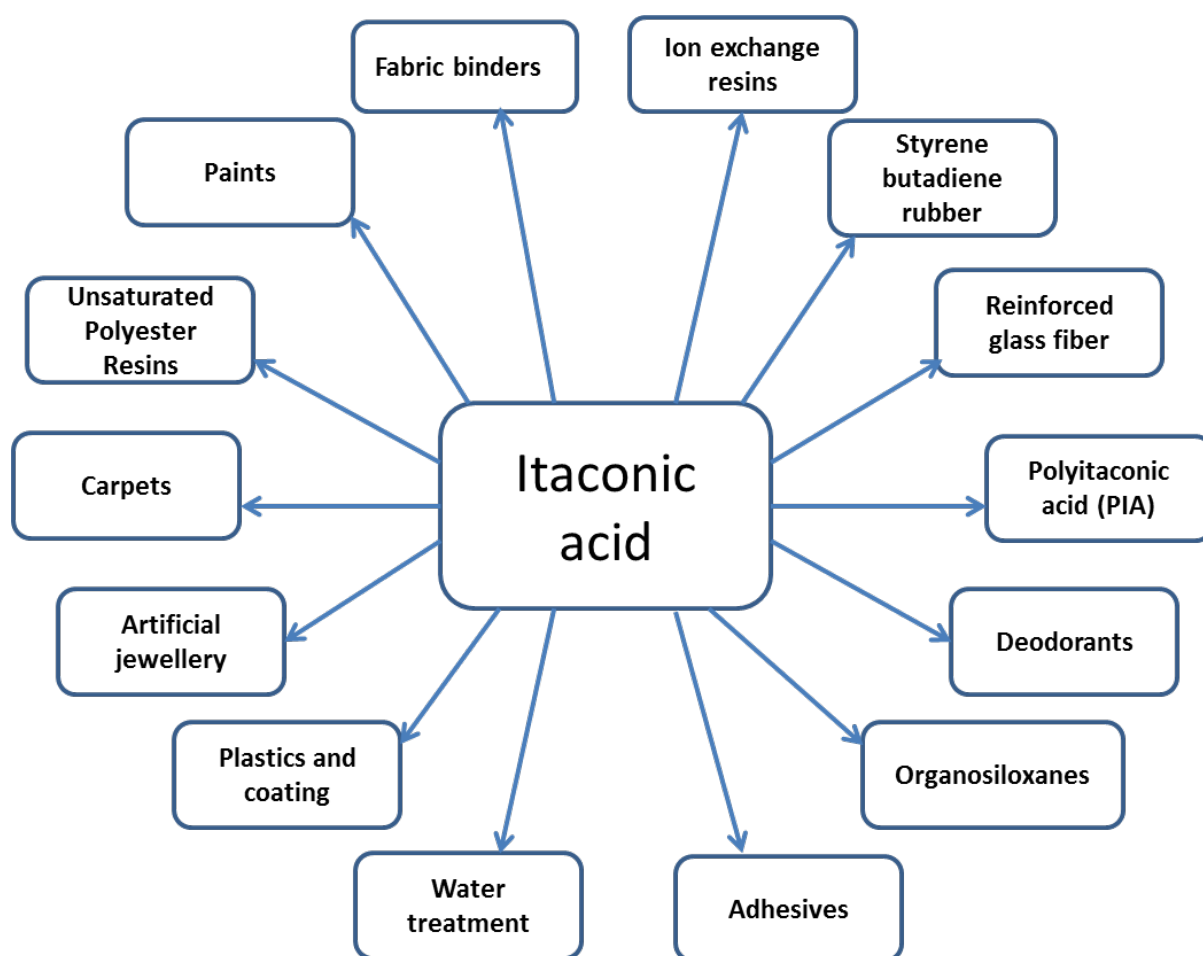 Fabric binders
Ion exchange
resins
Paints
Styrene
butadiene
rubber
Unsaturated
Polyester
Resins
Reinforced
glass fiber
Itaconic
acid
Carpets
Polyitaconic
acid (PIA)
Artificial
jewellery
Deodorants
Plastics and
coating
Organosiloxanes
Water
treatment
Adhesives